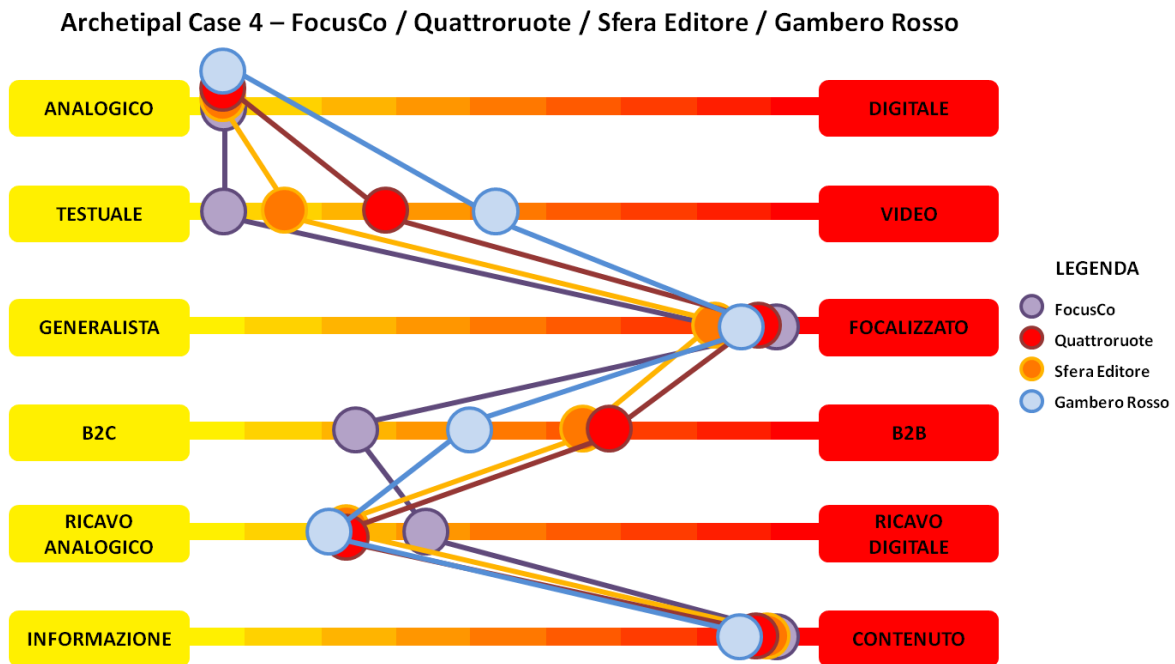 Archetipal Case 4 – FocusCo / Quattroruote / Sfera Editore / Gambero Rosso
ANALOGICO
DIGITALE
TESTUALE
VIDEO
GENERALISTA
FOCALIZZATO
B2C
B2B
RICAVO
ANALOGICO
RICAVO
DIGITALE
INFORMAZIONE
CONTENUTO
LEGENDA
FocusCo
Quattroruote
Sfera Editore
Gambero Rosso